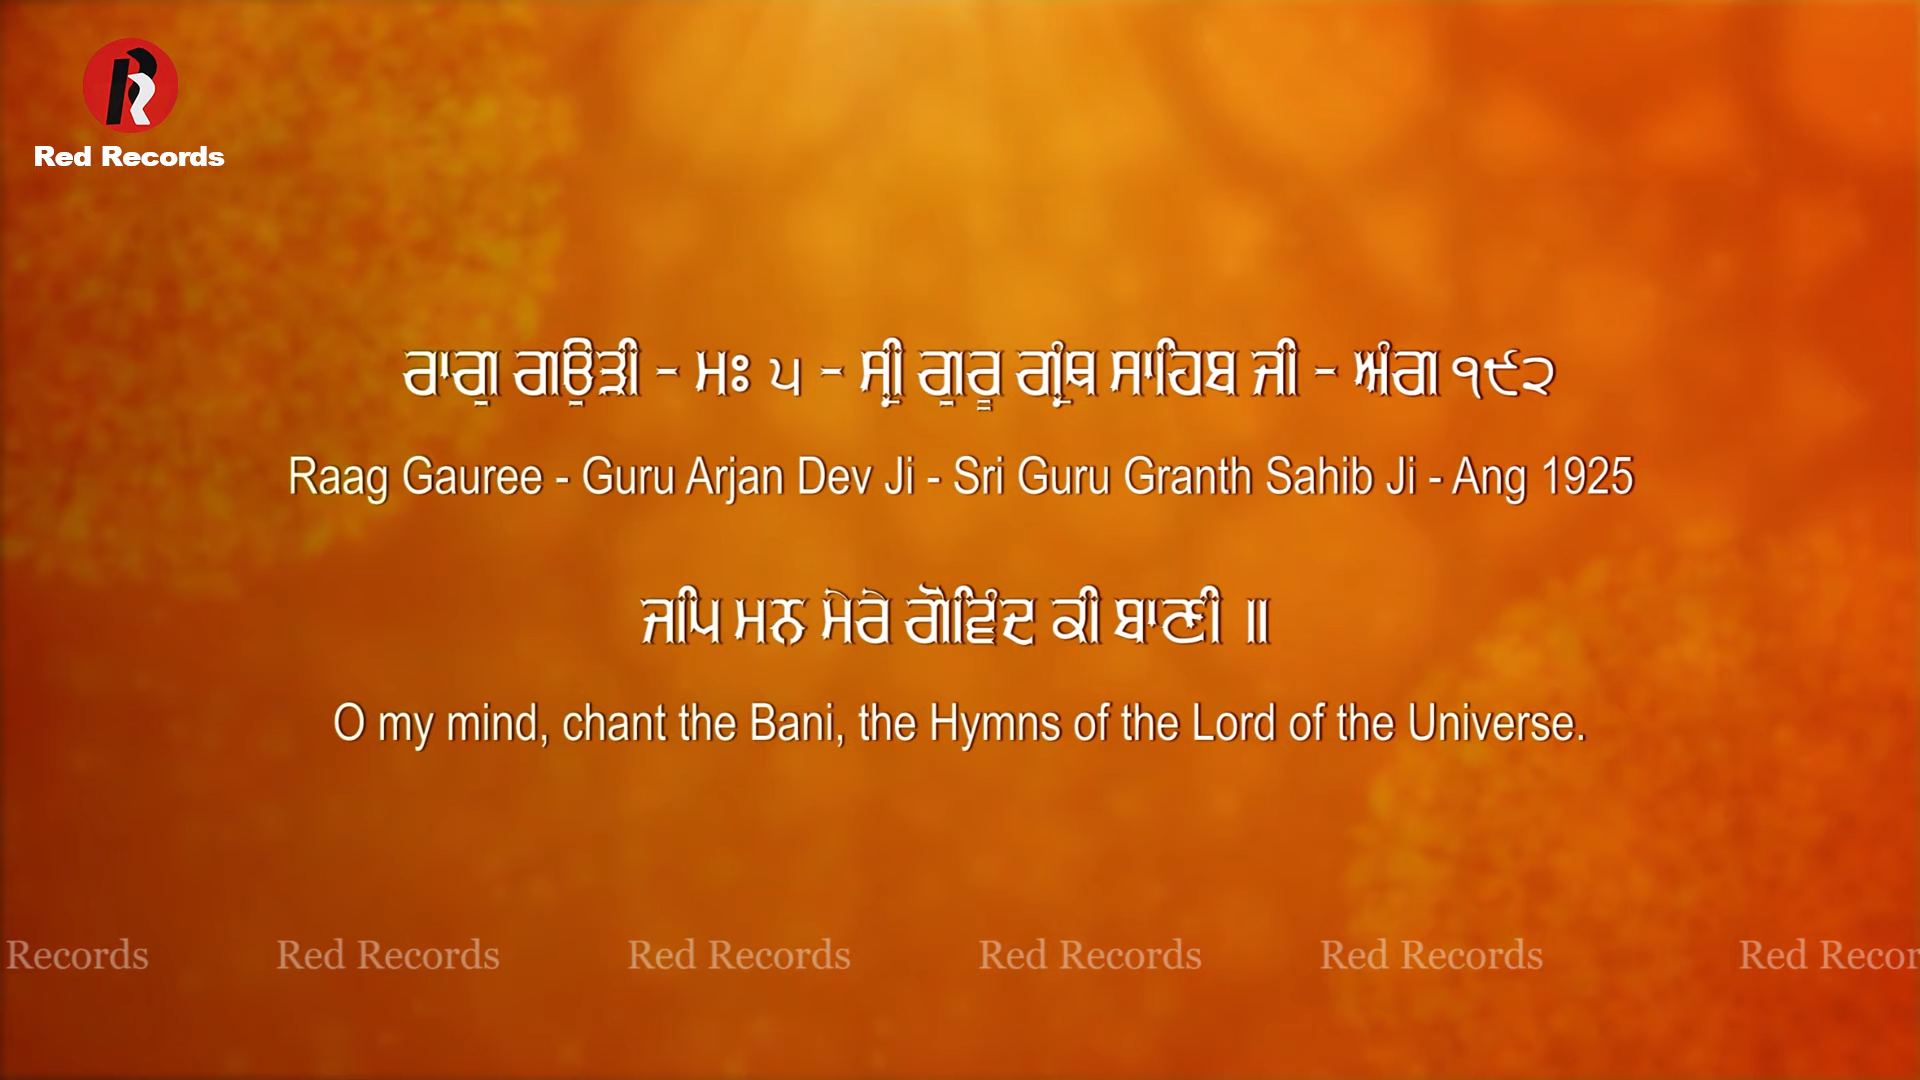 R
Red Records
ਰਾਗੁ ਗਉੜੀ - ਮਃ ੫ - ਸ੍ਰੀ ਗੁਰੂ ਗ੍ਰੰਥ ਸਾਹਿਬ ਜੀ - ਅੰਗ ੧੯੨
Raag Gauree - Guru Arjan Dev Ji - Sri Guru Granth Sahib Ji - Ang 1925
ਜਪਿ ਮਨ ਮੇਰੇ ਗੋਵਿੰਦ ਕੀ ਬਾਣੀ ॥
O my mind, chant the Bani, the Hymns of the Lord of the Universe.
Records Red Records Red Records Red Records Red Records Red Recor